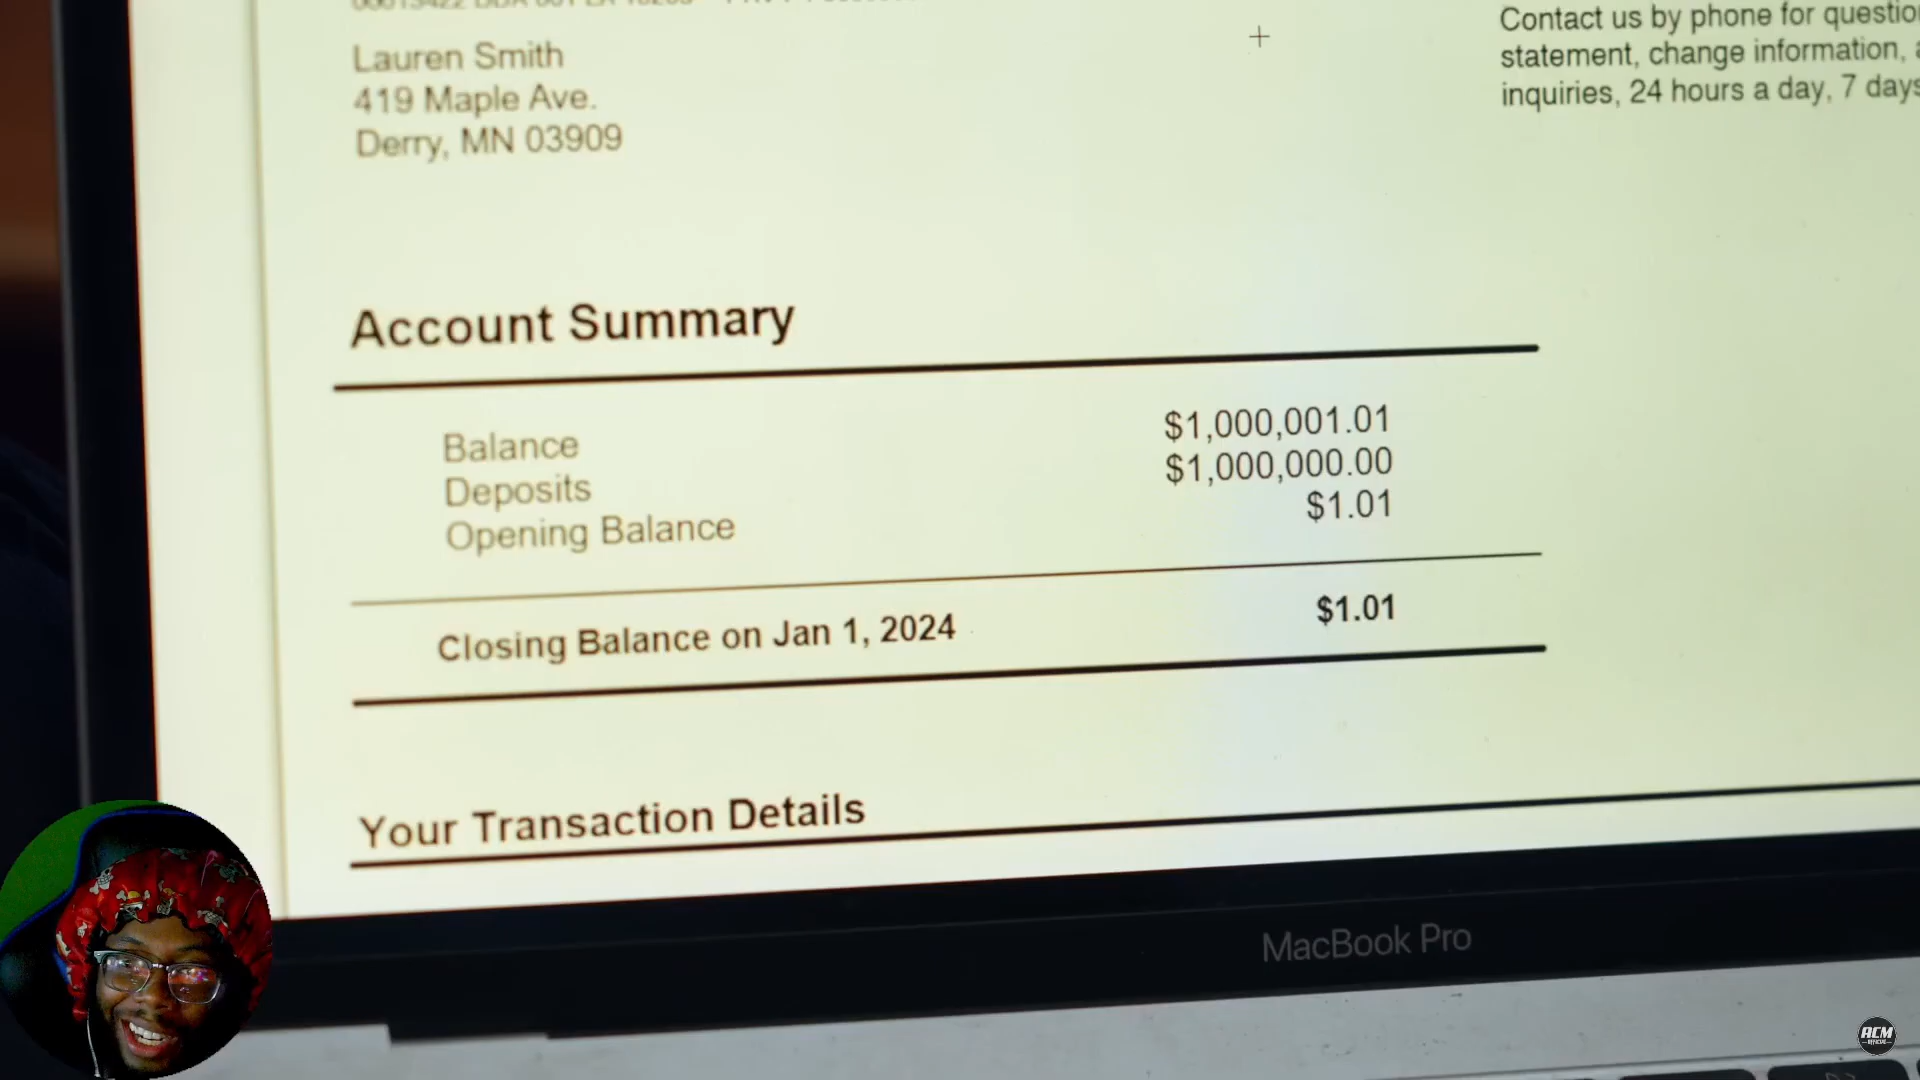 Lauren Smith
419 Maple Ave.
Derry, MN 03909
Contact us by phone for
statement, change information,
inquiries, 24 hours a day, 7 days
Account Summary
Balance $1,000,001.01
Deposits $1,000,000.00
Opening Balance $1.01
Closing Balance on Jan 1, 2024 $1.01
Your Transaction Details
MacBook Pro
ACM